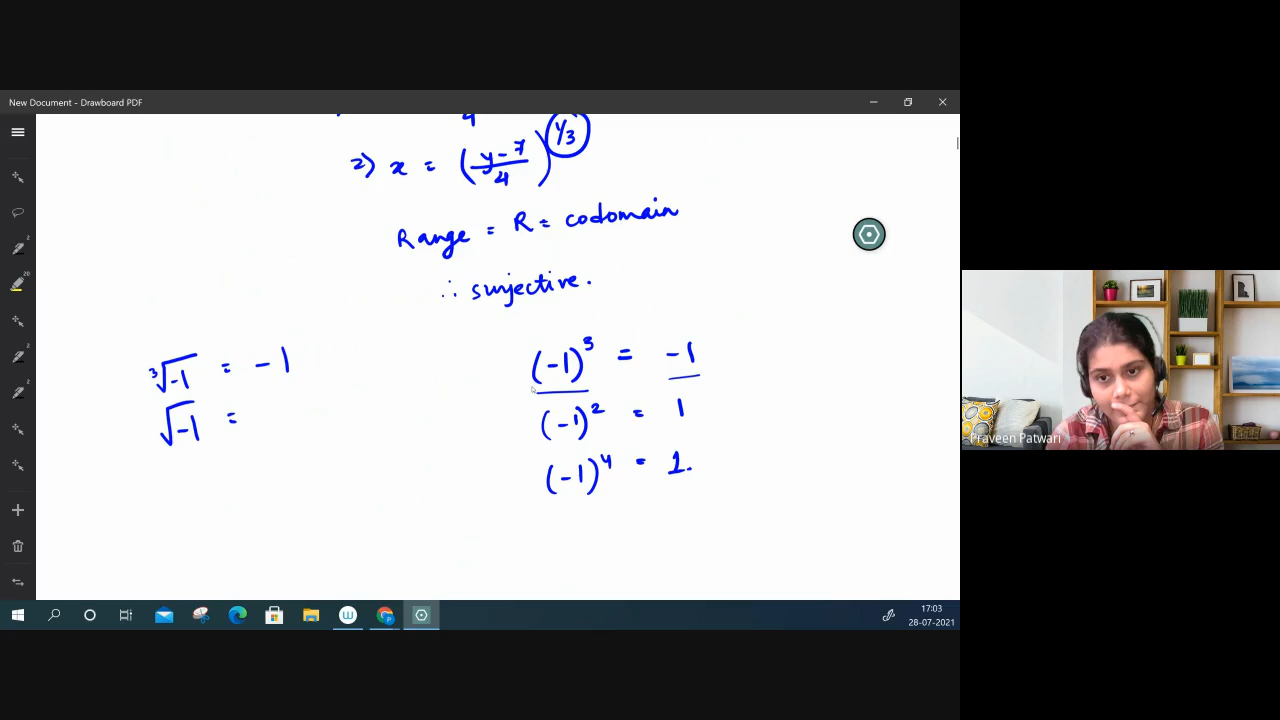 New Document - Drawboard PDF
4
1/3
2) x = (y-7/4)
Range = R = codomain
∴ surjective.
∛-1 = -1
√-1 =
(-1)³ = -1
(-1)² = 1
(-1)⁴ = 1.
Praveen Patwari
17:03
28-07-2021